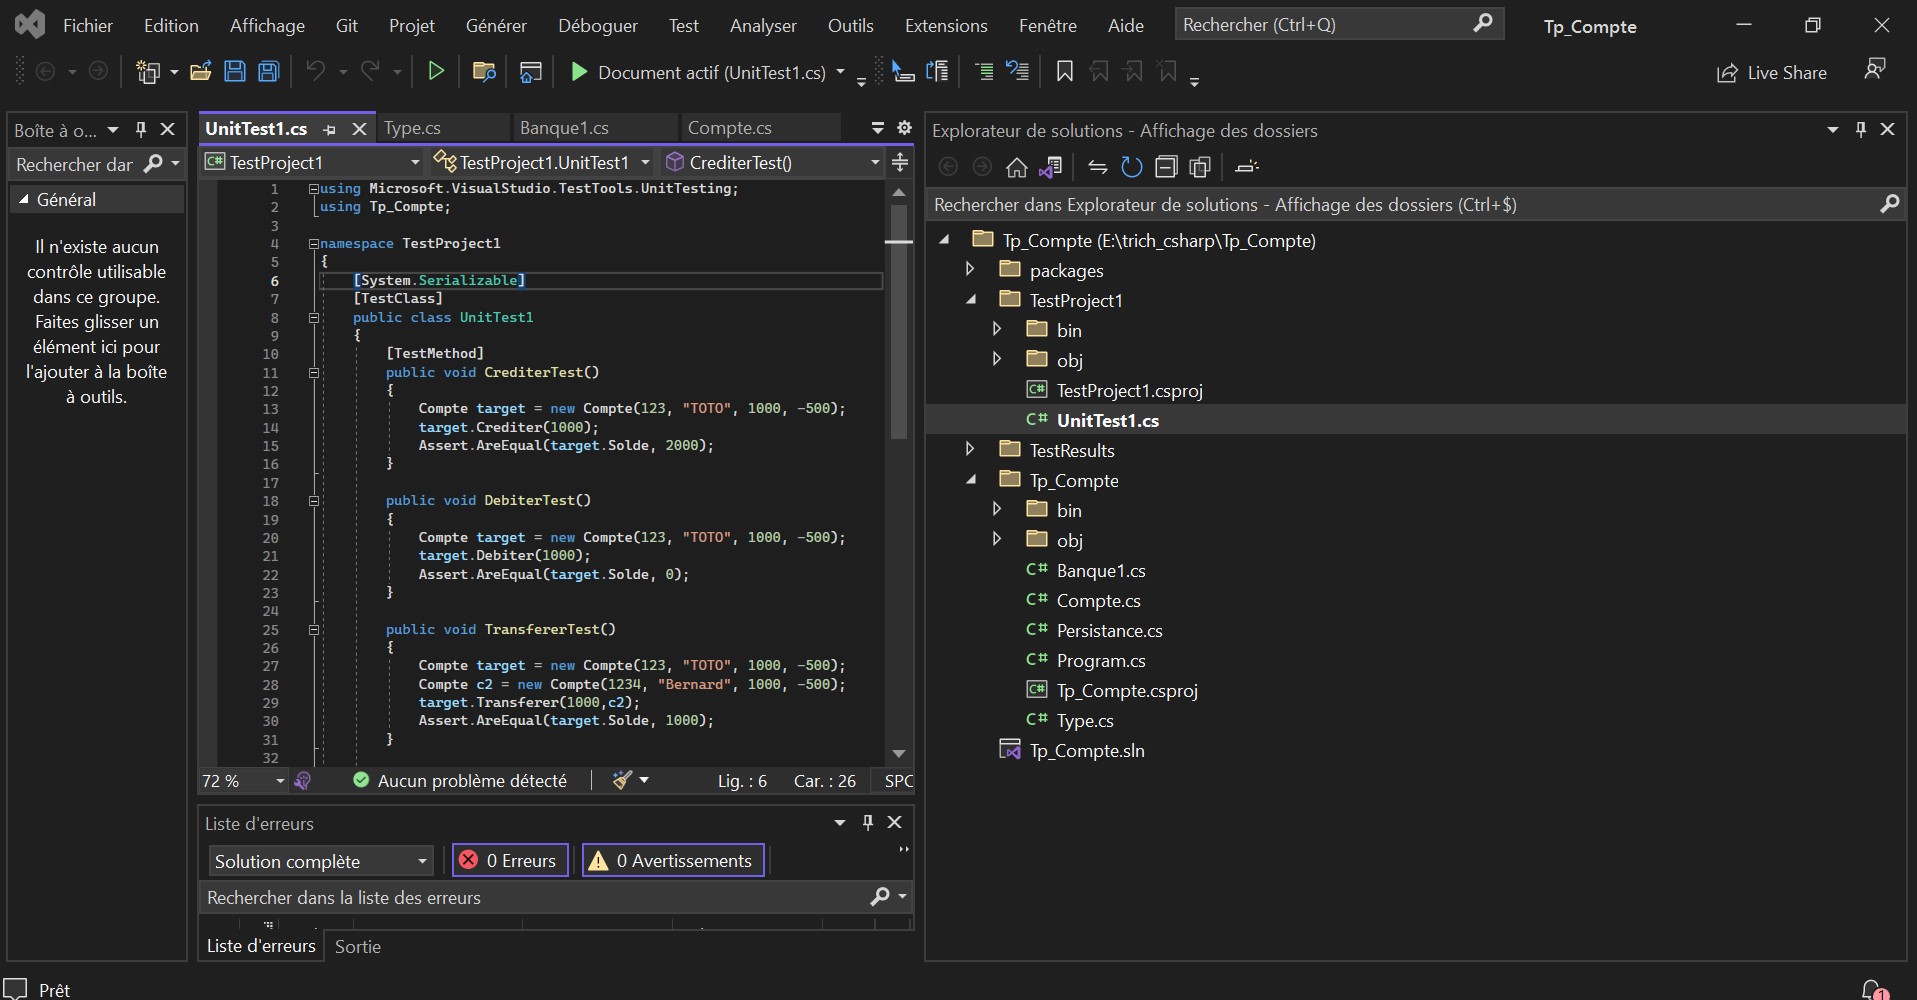 Fichier Edition Affichage Git Projet Générer Déboguer Test Analyser Outils Extensions Fenêtre Aide Rechercher (Ctrl+Q) Tp_Compte
Document actif (UnitTest1.cs) Live Share
Boîte à o...
Rechercher dar
Général
Il n'existe aucun
contrôle utilisable
dans ce groupe.
Faites glisser un
élément ici pour
l'ajouter à la boîte
à outils.
UnitTest1.cs Type.cs Banque1.cs Compte.cs
TestProject1 TestProject1.UnitTest1 CrediterTest()
1 using Microsoft.VisualStudio.TestTools.UnitTesting;
2 using Tp_Compte;
3
4 namespace TestProject1
5 {
6 [System.Serializable]
7 [TestClass]
8 public class UnitTest1
9 {
10 [TestMethod]
11 public void CrediterTest()
12 {
13 Compte target = new Compte(123, "TOTO", 1000, -500);
14 target.Crediter(1000);
15 Assert.AreEqual(target.Solde, 2000);
16 }
17
18 public void DebiterTest()
19 {
20 Compte target = new Compte(123, "TOTO", 1000, -500);
21 target.Debiter(1000);
22 Assert.AreEqual(target.Solde, 0);
23 }
24
25 public void TransfererTest()
26 {
27 Compte target = new Compte(123, "TOTO", 1000, -500);
28 Compte c2 = new Compte(1234, "Bernard", 1000, -500);
29 target.Transferer(1000,c2);
30 Assert.AreEqual(target.Solde, 1000);
31 }
32
72 % Aucun problème détecté Lig. : 6 Car. : 26 SPC
Liste d'erreurs
Solution complète 0 Erreurs 0 Avertissements
Rechercher dans la liste des erreurs
Liste d'erreurs Sortie
Explorateur de solutions - Affichage des dossiers
Rechercher dans Explorateur de solutions - Affichage des dossiers (Ctrl+$)
Tp_Compte (E:\trich_csharp\Tp_Compte)
packages
TestProject1
bin
obj
C# TestProject1.csproj
C# UnitTest1.cs
TestResults
Tp_Compte
bin
obj
C# Banque1.cs
C# Compte.cs
C# Persistance.cs
C# Program.cs
C# Tp_Compte.csproj
C# Type.cs
Tp_Compte.sln
Prêt 1